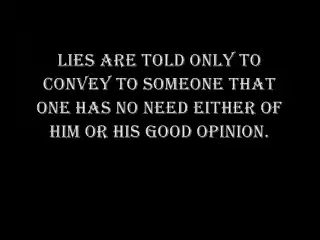 LIES ARE TOLD ONLY TO
CONVEY TO SOMEONE THAT
ONE HAS NO NEED EITHER OF
HIM OR HIS GOOD OPINION.